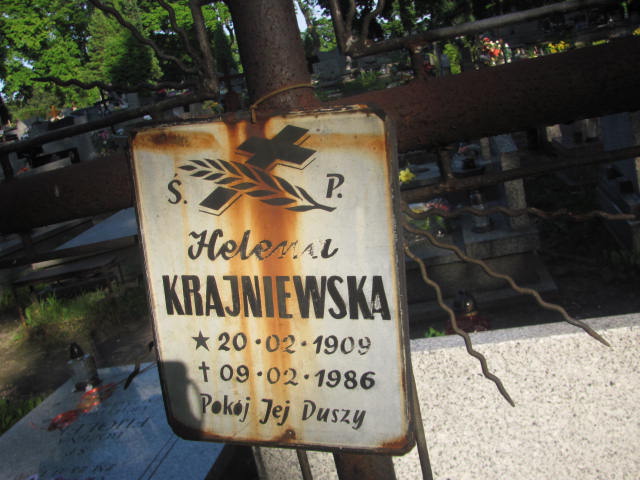 Ś. P.
Helena
KRAJNIEWSKA
★ 20·02·1909
† 09·02·1986
Pokój Jej Duszy